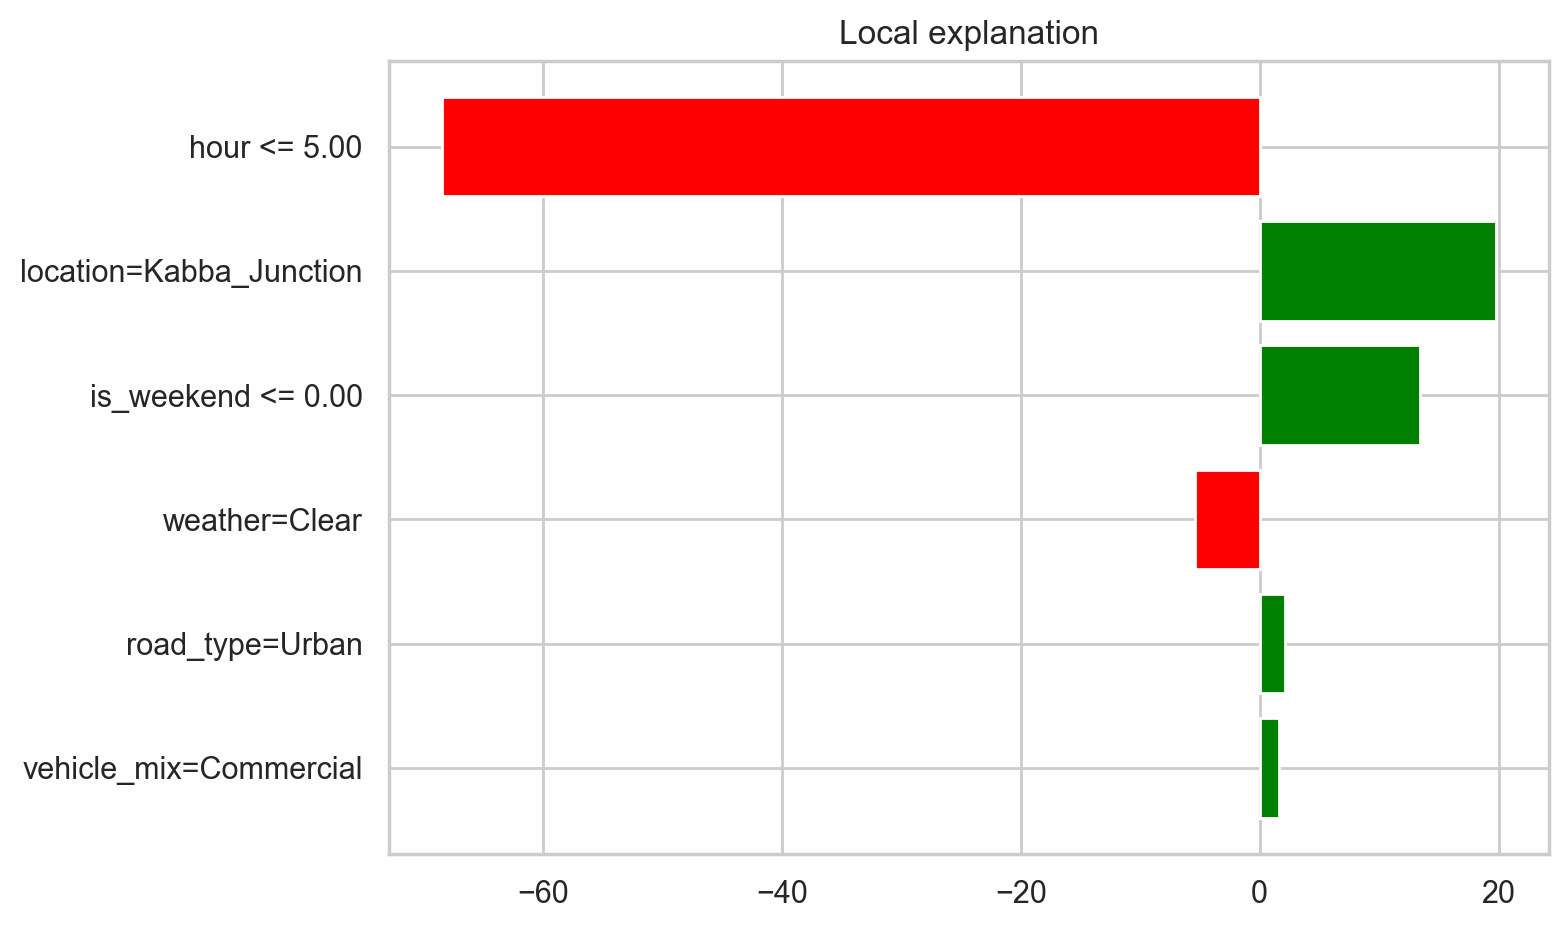 Local explanation
hour <= 5.00
location=Kabba_Junction
is_weekend <= 0.00
weather=Clear
road_type=Urban
vehicle_mix=Commercial
−60 −40 −20 0 20